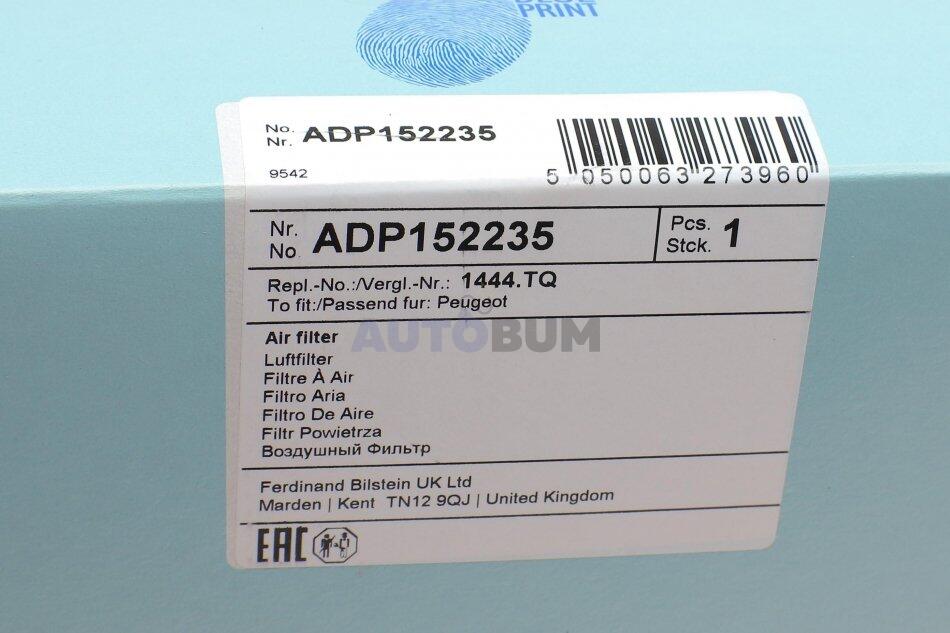 BLUE
PRINT
No. Nr. ADP152235
9542
5 050063 273960
Nr. No. ADP152235
Pcs. Stck. 1
Repl.-No.:/Vergl.-Nr.: 1444.TQ
To fit:/Passend fur: Peugeot
AUTOBUM
Air filter
Luftfilter
Filtre À Air
Filtro Aria
Filtro De Aire
Filtr Powietrza
Воздушный Фильтр
Ferdinand Bilstein UK Ltd
Marden | Kent TN12 9QJ | United Kingdom
EAC